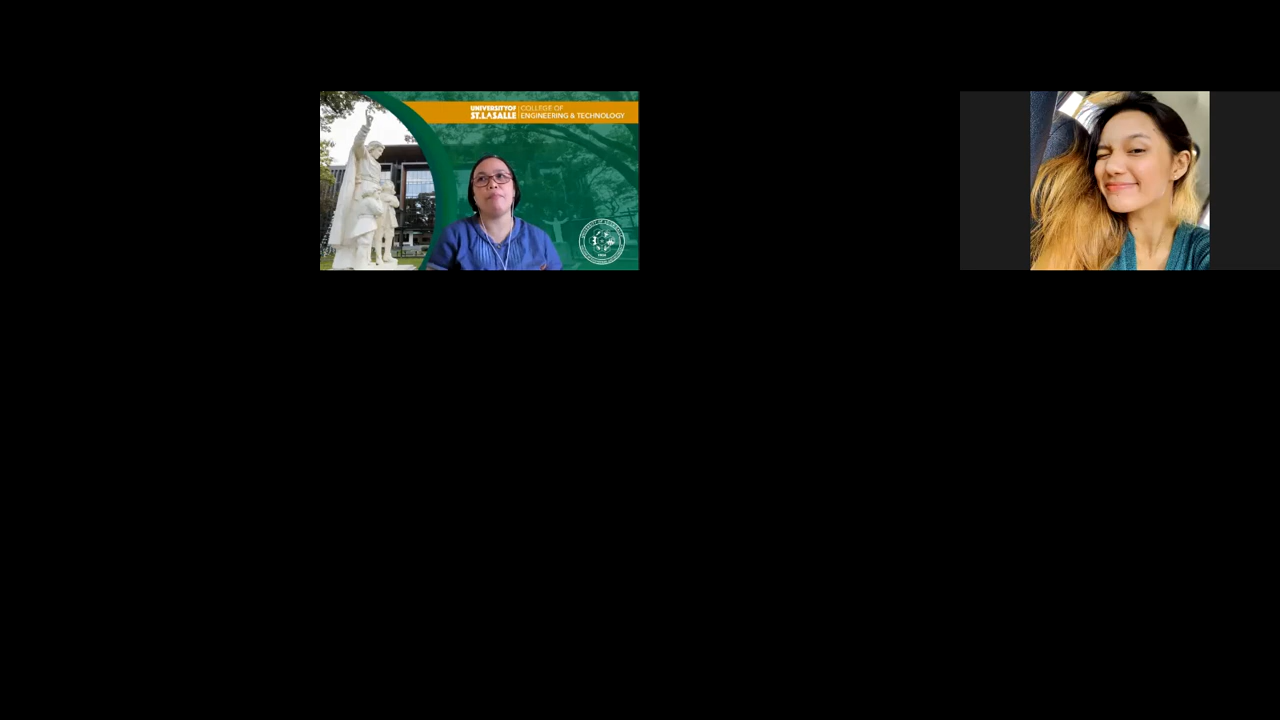 UNIVERSITY OF
ST. LA SALLE
COLLEGE OF
ENGINEERING & TECHNOLOGY